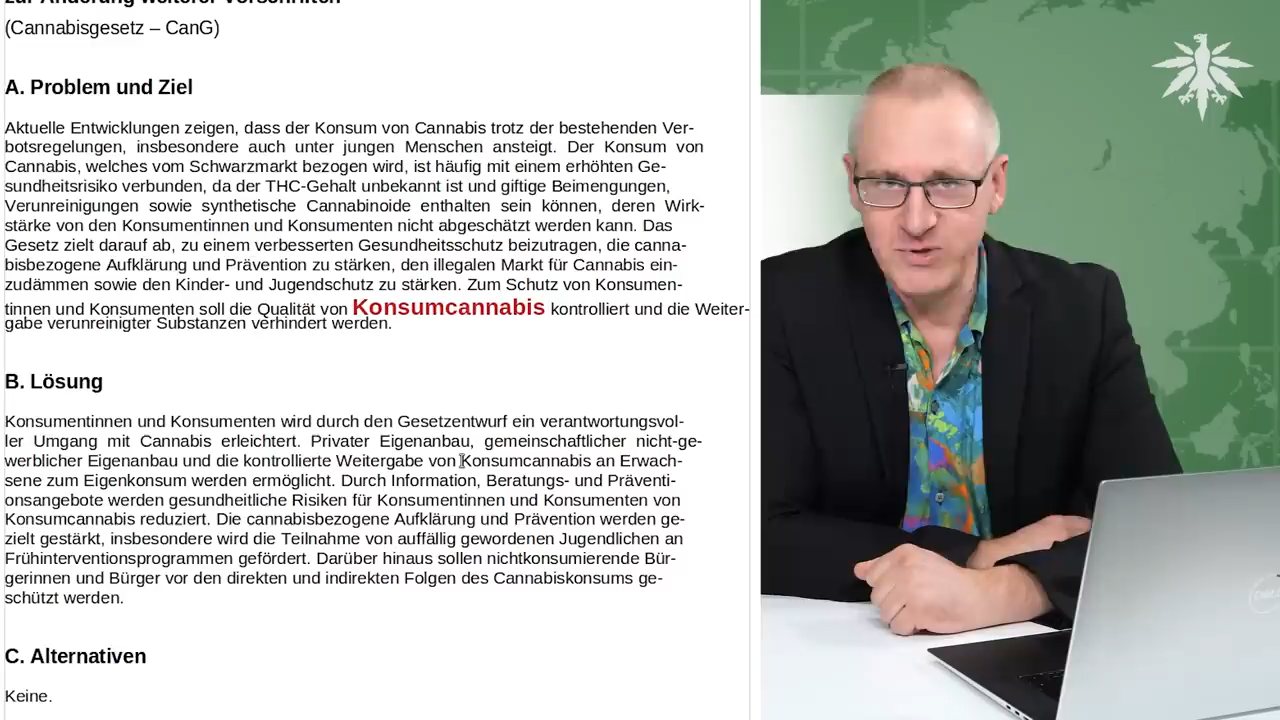 zur Änderung weiterer Vorschriften
(Cannabisgesetz – CanG)
A. Problem und Ziel
Aktuelle Entwicklungen zeigen, dass der Konsum von Cannabis trotz der bestehenden Ver-
botsregelungen, insbesondere auch unter jungen Menschen ansteigt. Der Konsum von
Cannabis, welches vom Schwarzmarkt bezogen wird, ist häufig mit einem erhöhten Ge-
sundheitsrisiko verbunden, da der THC-Gehalt unbekannt ist und giftige Beimengungen,
Verunreinigungen sowie synthetische Cannabinoide enthalten sein können, deren Wirk-
stärke von den Konsumentinnen und Konsumenten nicht abgeschätzt werden kann. Das
Gesetz zielt darauf ab, zu einem verbesserten Gesundheitsschutz beizutragen, die canna-
bisbezogene Aufklärung und Prävention zu stärken, den illegalen Markt für Cannabis ein-
zudämmen sowie den Kinder- und Jugendschutz zu stärken. Zum Schutz von Konsumen-
tinnen und Konsumenten soll die Qualität von Konsumcannabis kontrolliert und die Weiter-
gabe verunreinigter Substanzen verhindert werden.
B. Lösung
Konsumentinnen und Konsumenten wird durch den Gesetzentwurf ein verantwortungsvol-
ler Umgang mit Cannabis erleichtert. Privater Eigenanbau, gemeinschaftlicher nicht-ge-
werblicher Eigenanbau und die kontrollierte Weitergabe von Konsumcannabis an Erwach-
sene zum Eigenkonsum werden ermöglicht. Durch Information, Beratungs- und Präventi-
onsangebote werden gesundheitliche Risiken für Konsumentinnen und Konsumenten von
Konsumcannabis reduziert. Die cannabisbezogene Aufklärung und Prävention werden ge-
zielt gestärkt, insbesondere wird die Teilnahme von auffällig gewordenen Jugendlichen an
Frühinterventionsprogrammen gefördert. Darüber hinaus sollen nichtkonsumierende Bür-
gerinnen und Bürger vor den direkten und indirekten Folgen des Cannabiskonsums ge-
schützt werden.
C. Alternativen
Keine.